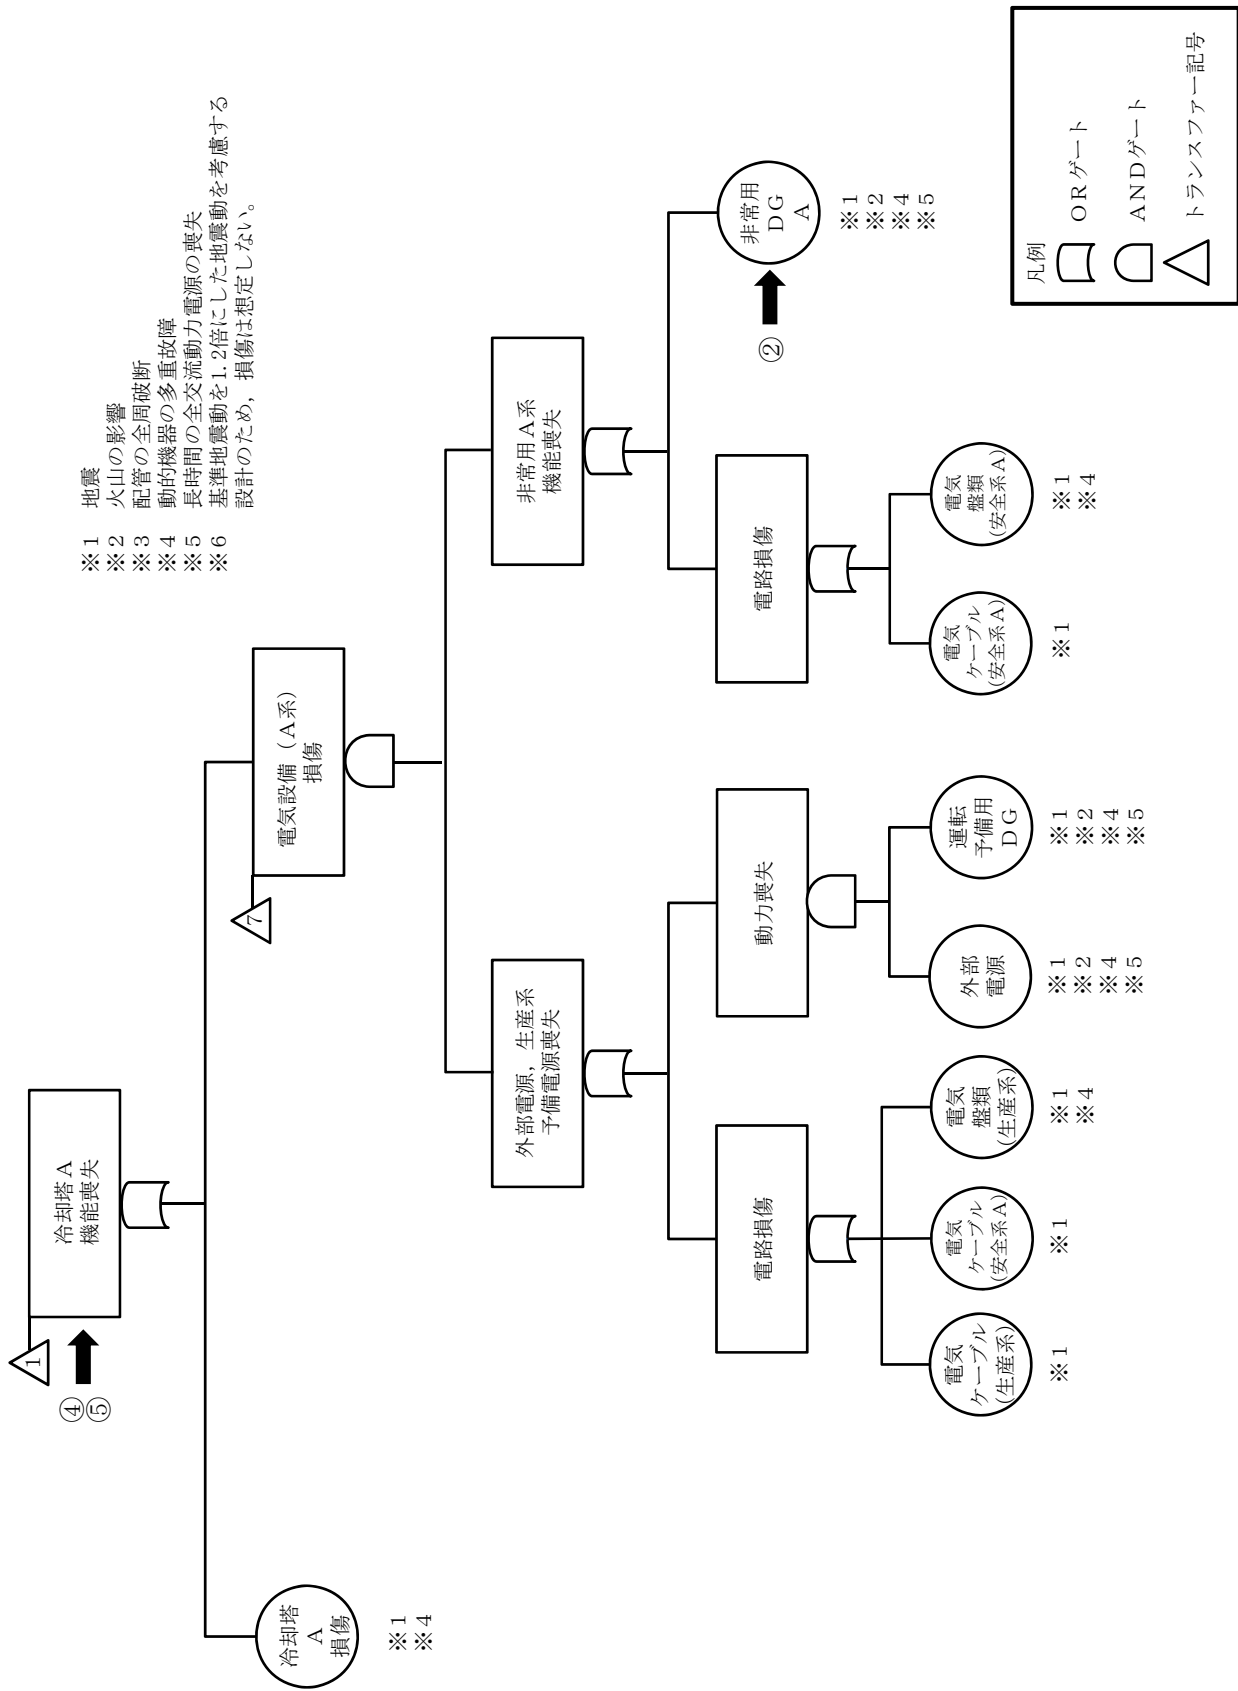 ※1　地震
※2　火山の影響
※3　配管の全周破断
※4　動的機器の多重故障
※5　長時間の全交流動力電源の喪失
※6　基準地震動を1.2倍にした地震動を考慮する
設計のため，損傷は想定しない。
1
④
⑤
冷却塔A
機能喪失
冷却塔
A
損傷
※1
※4
7
電気設備（A系）
損傷
外部電源，生産系
予備電源喪失
非常用A系
機能喪失
電路損傷
動力喪失
電路損傷
②
非常用
DG
A
※1
※2
※4
※5
電気
ケーブル
(生産系)
※1
電気
ケーブル
(安全系A)
※1
電気
盤類
(生産系)
※1
※4
外部
電源
※1
※2
※4
※5
運転
予備用
DG
※1
※2
※4
※5
電気
ケーブル
(安全系A)
※1
電気
盤類
(安全系A)
※1
※4
凡例
ORゲート
ANDゲート
トランスファー記号